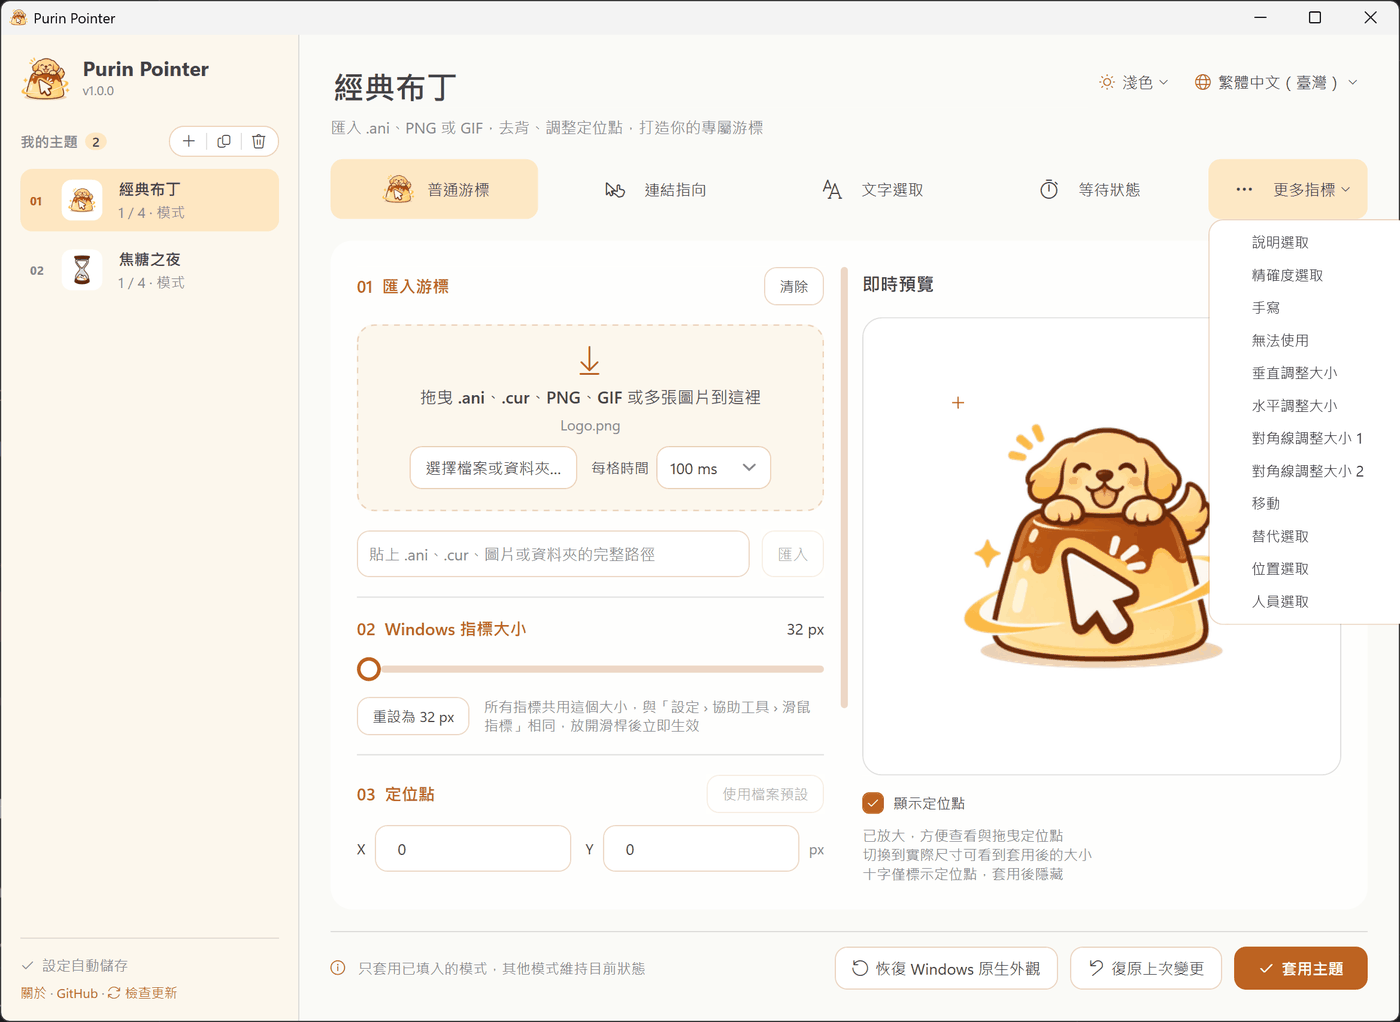 Purin Pointer
Purin Pointer
v1.0.0
我的主題 2
01
經典布丁
1 / 4 · 模式
02
焦糖之夜
1 / 4 · 模式
設定自動儲存
關於 · GitHub · 檢查更新
經典布丁
淺色
繁體中文 ( 臺灣 )
匯入 .ani、PNG 或 GIF · 去背、調整定位點，打造你的專屬游標
普通游標
連結指向
文字選取
等待狀態
更多指標
說明選取
精確度選取
手寫
無法使用
垂直調整大小
水平調整大小
對角線調整大小 1
對角線調整大小 2
移動
替代選取
位置選取
人員選取
01 匯入游標
清除
拖曳 .ani、.cur、PNG、GIF 或多張圖片到這裡
Logo.png
選擇檔案或資料夾...
每格時間
100 ms
貼上 .ani、.cur、圖片或資料夾的完整路徑
匯入
02 Windows 指標大小
32 px
重設為 32 px
所有指標共用這個大小，與「設定 › 協助工具 › 滑鼠
指標」相同，放開滑桿後立即生效
03 定位點
使用檔案預設
X 0 Y 0 px
即時預覽
顯示定位點
已放大，方便查看與拖曳定位點
切換到實際尺寸可看到套用後的大小
十字僅標示定位點，套用後隱藏
只套用已填入的模式，其他模式維持目前狀態
恢復 Windows 原生外觀
復原上次變更
套用主題